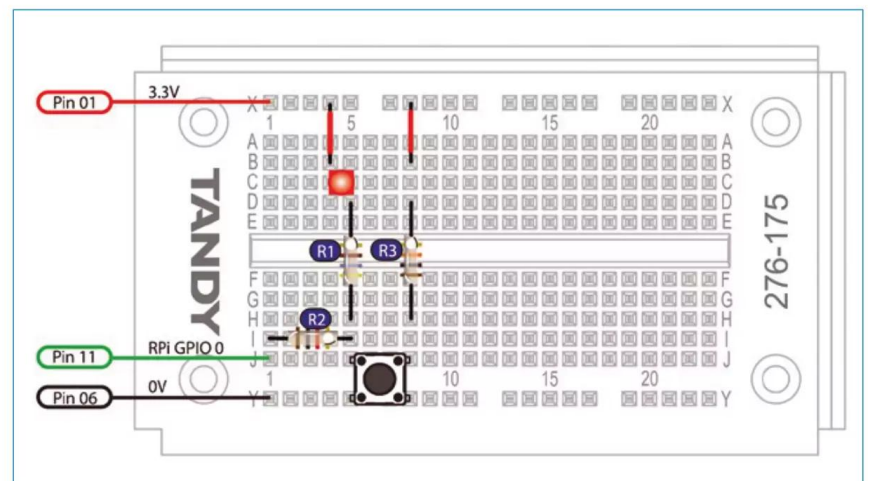 Pin 01
3.3V
X X
1 5 10 15 20
A A
B B
C C
D D
E E
TANDY
276-175
R1 R3
F F
G G
H H
R2
I I
Pin 11
RPi GPIO 0
J J
1 10 15 20
Pin 06
0V
Y Y